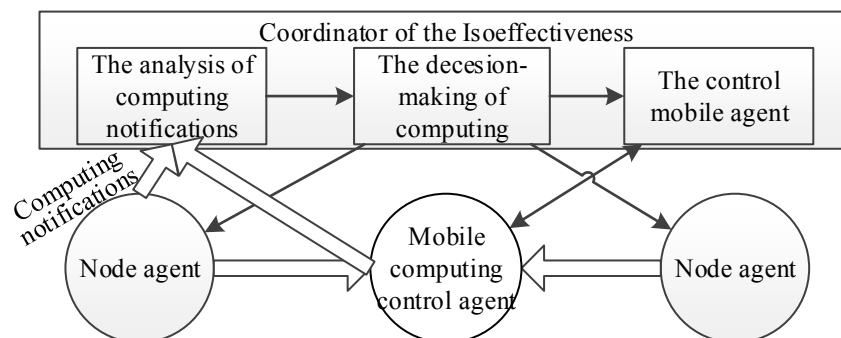 Coordinator of the Isoeffectiveness
The analysis of
computing
notifications
The decesion-
making of
computing
The control
mobile agent
Computing
notifications
Node agent
Mobile
computing
control agent
Node agent